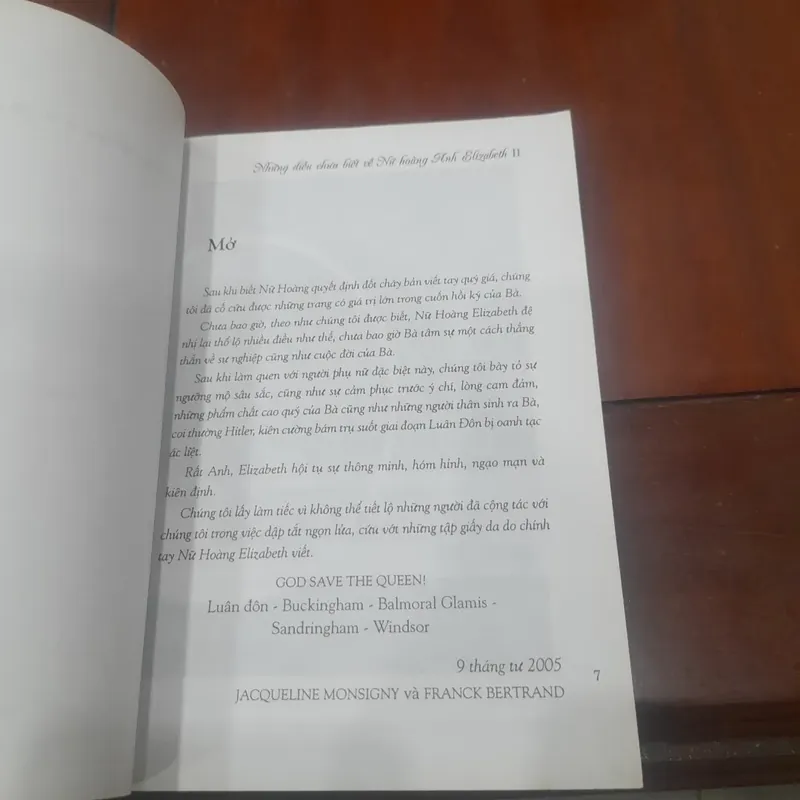 Những điều chưa biết về Nữ hoàng Anh Elizabeth II
Mở
Sau khi biết Nữ Hoàng quyết định đốt cháy bản viết tay quý giá, chúng
tôi đã cố cứu được những trang có giá trị lớn trong cuốn hồi ký của Bà.
Chưa bao giờ, theo như chúng tôi được biết, Nữ Hoàng Elizabeth đệ
nhị lại thổ lộ nhiều điều như thế, chưa bao giờ Bà tâm sự một cách thẳng
thắn về sự nghiệp cũng như cuộc đời của Bà.
Sau khi làm quen với người phụ nữ đặc biệt này, chúng tôi bày tỏ sự
ngưỡng mộ sâu sắc, cũng như sự cảm phục trước ý chí, lòng can đảm,
những phẩm chất cao quý của Bà cũng như những người thân sinh ra Bà,
coi thường Hitler, kiên cường bám trụ suốt giai đoạn Luân Đôn bị oanh tạc
ác liệt.
Rất Anh, Elizabeth hội tụ sự thông minh, hóm hỉnh, ngạo mạn và
kiên định.
Chúng tôi lấy làm tiếc vì không thể tiết lộ những người đã cộng tác với
chúng tôi trong việc dập tắt ngọn lửa, cứu vớt những tập giấy da do chính
tay Nữ Hoàng Elizabeth viết.
GOD SAVE THE QUEEN!
Luân đôn - Buckingham - Balmoral Glamis -
Sandringham - Windsor
9 tháng tư 2005
7
JACQUELINE MONSIGNY và FRANCK BERTRAND